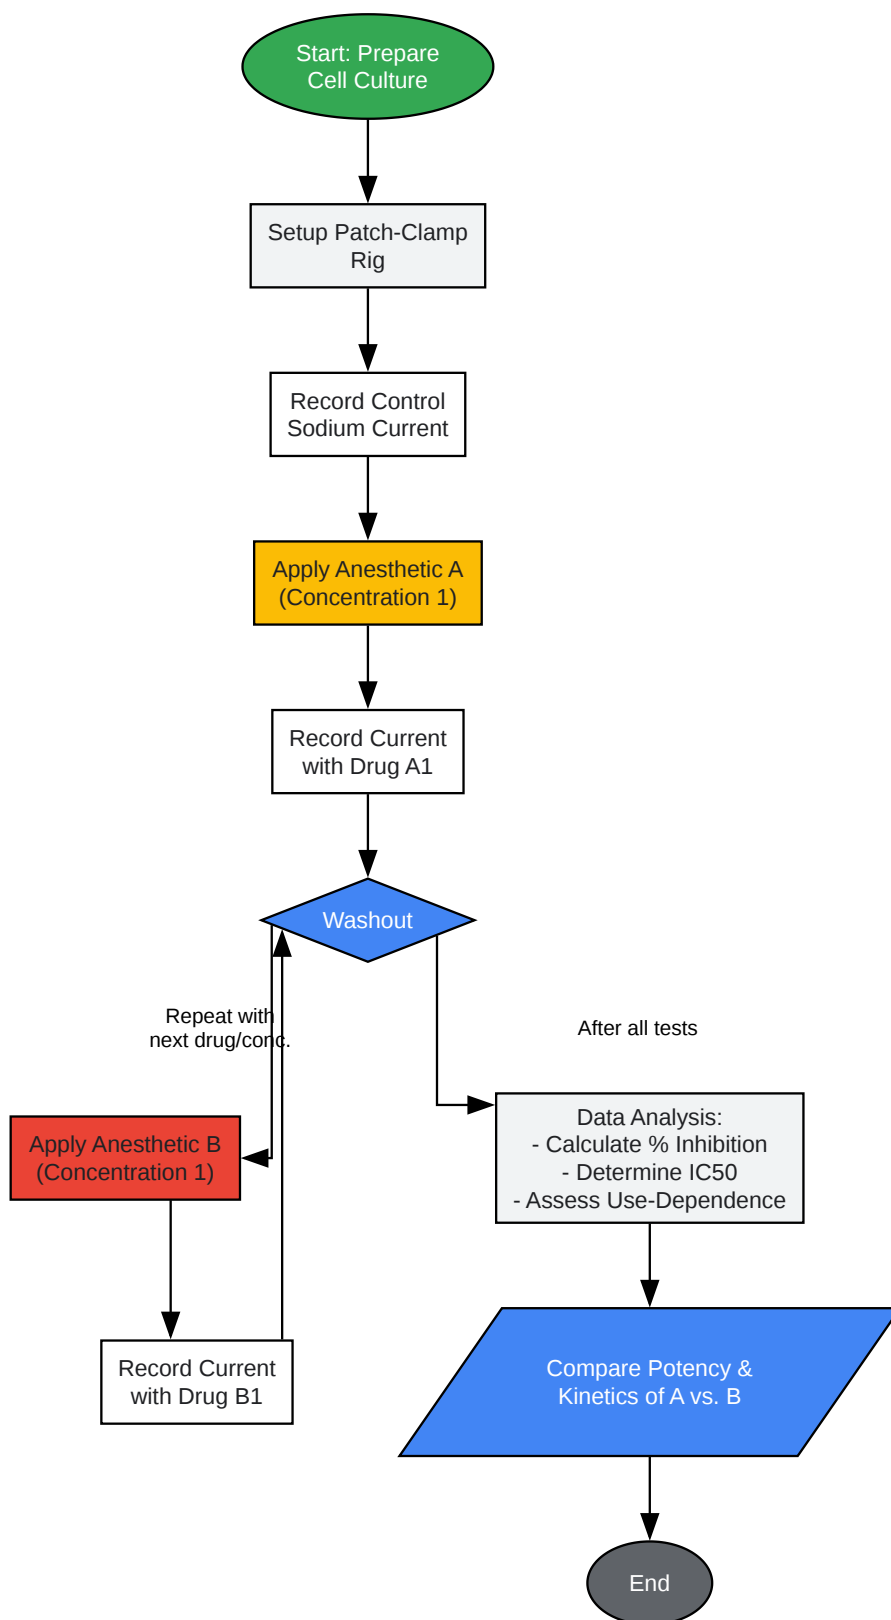 Start: Prepare
Cell Culture
Setup Patch-Clamp
Rig
Record Control
Sodium Current
Apply Anesthetic A
(Concentration 1)
Record Current
with Drug A1
Washout
Repeat with
next drug/conc.
After all tests
Apply Anesthetic B
(Concentration 1)
Record Current
with Drug B1
Data Analysis:
- Calculate % Inhibition
- Determine IC50
- Assess Use-Dependence
Compare Potency &
Kinetics of A vs. B
End